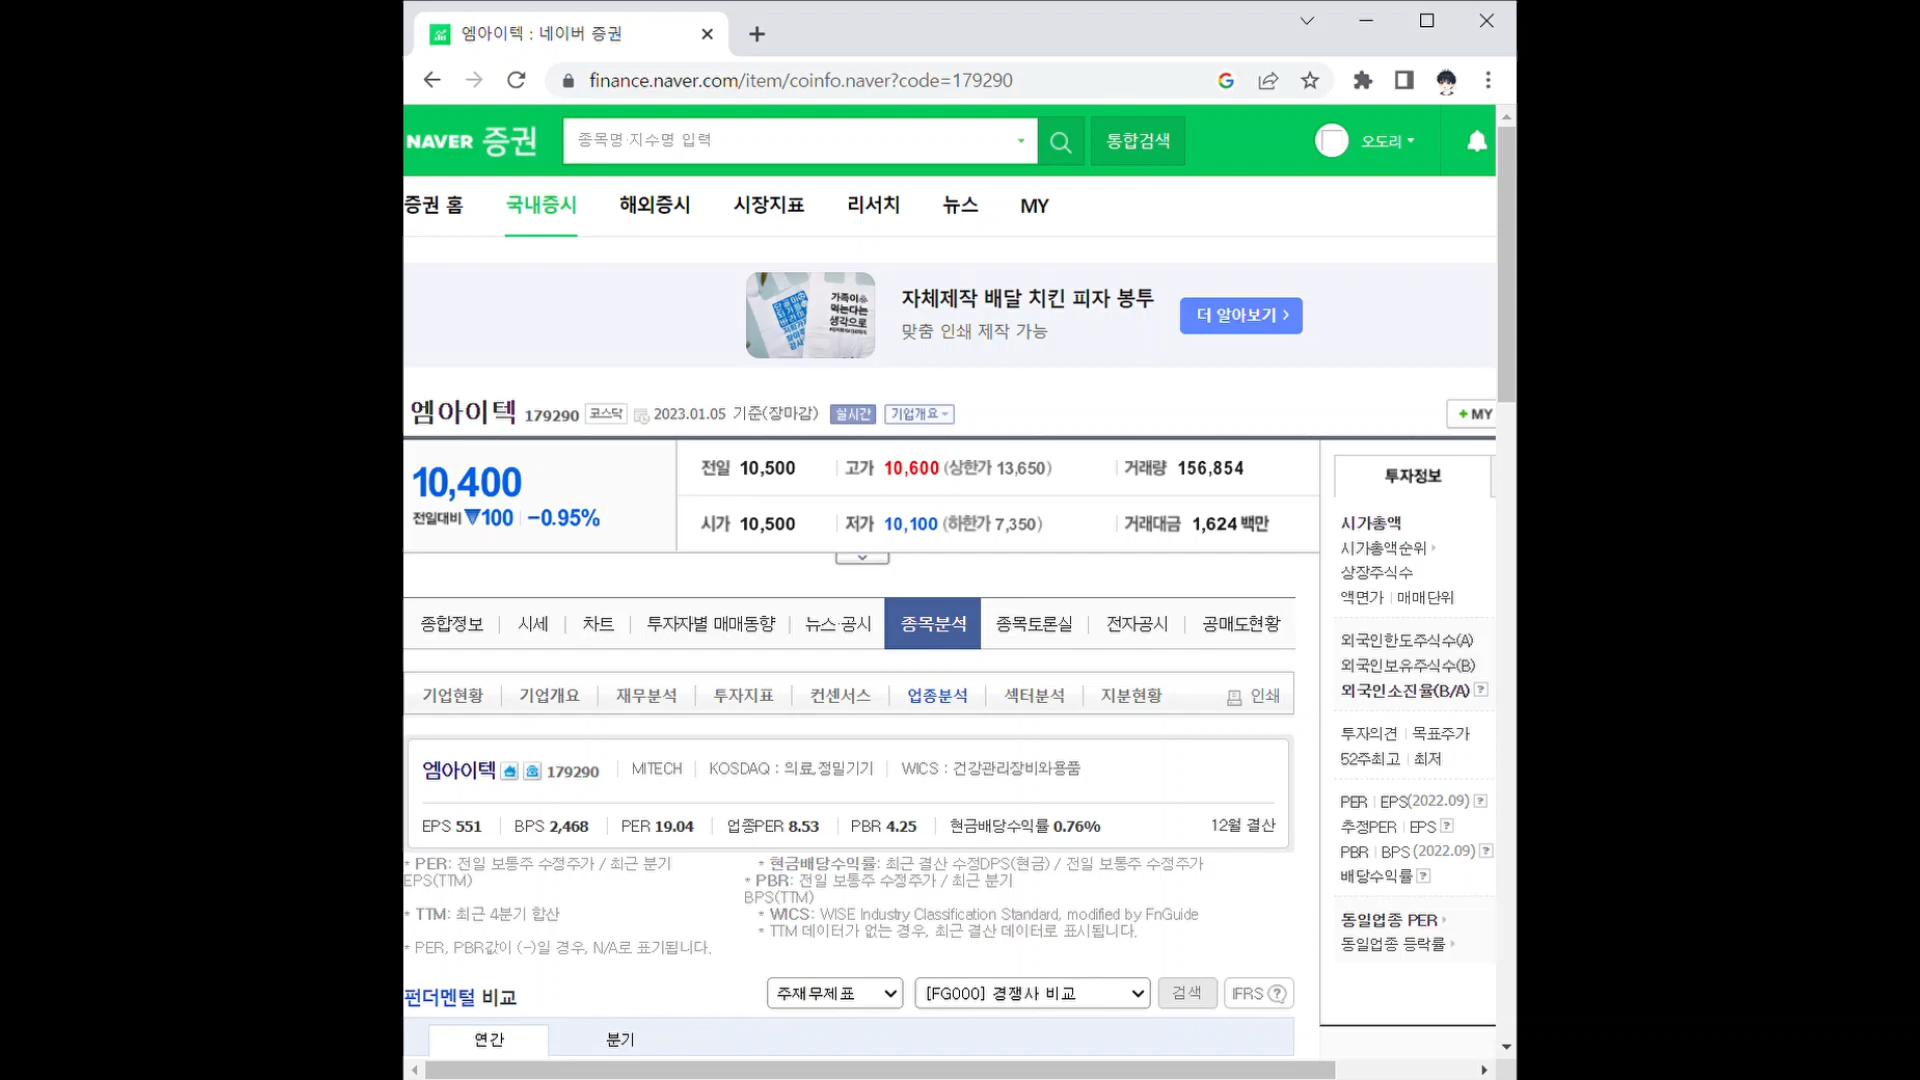 엠아이텍 : 네이버 증권
finance.naver.com/item/coinfo.naver?code=179290
NAVER 증권
종목명·지수명 입력
통합검색
오도리
증권 홈
국내증시
해외증시
시장지표
리서치
뉴스
MY
가족이
먹는다는
생각으로
자체제작 배달 치킨 피자 봉투
맞춤 인쇄 제작 가능
더 알아보기 >
엠아이텍 179290 코스닥 2023.01.05 기준(장마감) 실시간 기업개요
+ MY
10,400
전일대비 ▼100 -0.95%
전일 10,500 고가 10,600 (상한가 13,650) 거래량 156,854
시가 10,500 저가 10,100 (하한가 7,350) 거래대금 1,624 백만
종합정보 시세 차트 투자자별 매매동향 뉴스·공시 종목분석 종목토론실 전자공시 공매도현황
기업현황 기업개요 재무분석 투자지표 컨센서스 업종분석 섹터분석 지분현황 인쇄
엠아이텍 179290 MITECH KOSDAQ : 의료,정밀기기 WICS : 건강관리장비와용품
EPS 551 BPS 2,468 PER 19.04 업종PER 8.53 PBR 4.25 현금배당수익률 0.76% 12월 결산
* PER: 전일 보통주 수정주가 / 최근 분기
EPS(TTM)
* TTM: 최근 4분기 합산
* PER, PBR값이 (-)일 경우, N/A로 표기됩니다.
* 현금배당수익률: 최근 결산 수정DPS(현금) / 전일 보통주 수정주가
* PBR: 전일 보통주 수정주가 / 최근 분기
BPS(TTM)
* WICS: WISE Industry Classification Standard, modified by FnGuide
* TTM 데이터가 없는 경우, 최근 결산 데이터로 표시됩니다.
펀더멘털 비교
주재무제표
[FG000] 경쟁사 비교
검색
IFRS ?
연간
분기
투자정보
시가총액
시가총액순위
상장주식수
액면가 매매단위
외국인한도주식수(A)
외국인보유주식수(B)
외국인소진율(B/A) ?
투자의견 목표주가
52주최고 최저
PER EPS(2022.09) ?
추정PER EPS ?
PBR BPS (2022.09) ?
배당수익률 ?
동일업종 PER
동일업종 등락률